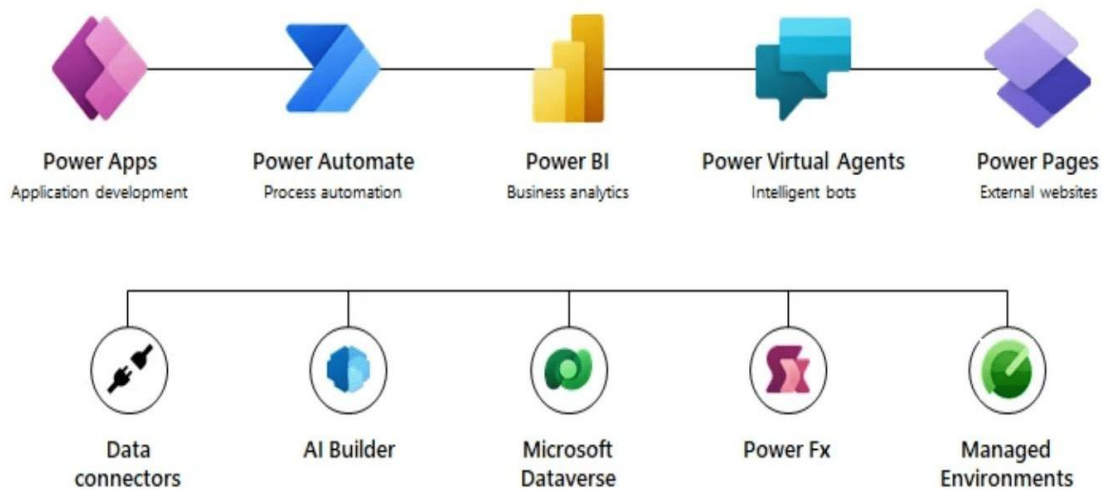 Power Apps
Application development
Power Automate
Process automation
Power BI
Business analytics
Power Virtual Agents
Intelligent bots
Power Pages
External websites
Data
connectors
AI Builder
Microsoft
Dataverse
Power Fx
Managed
Environments